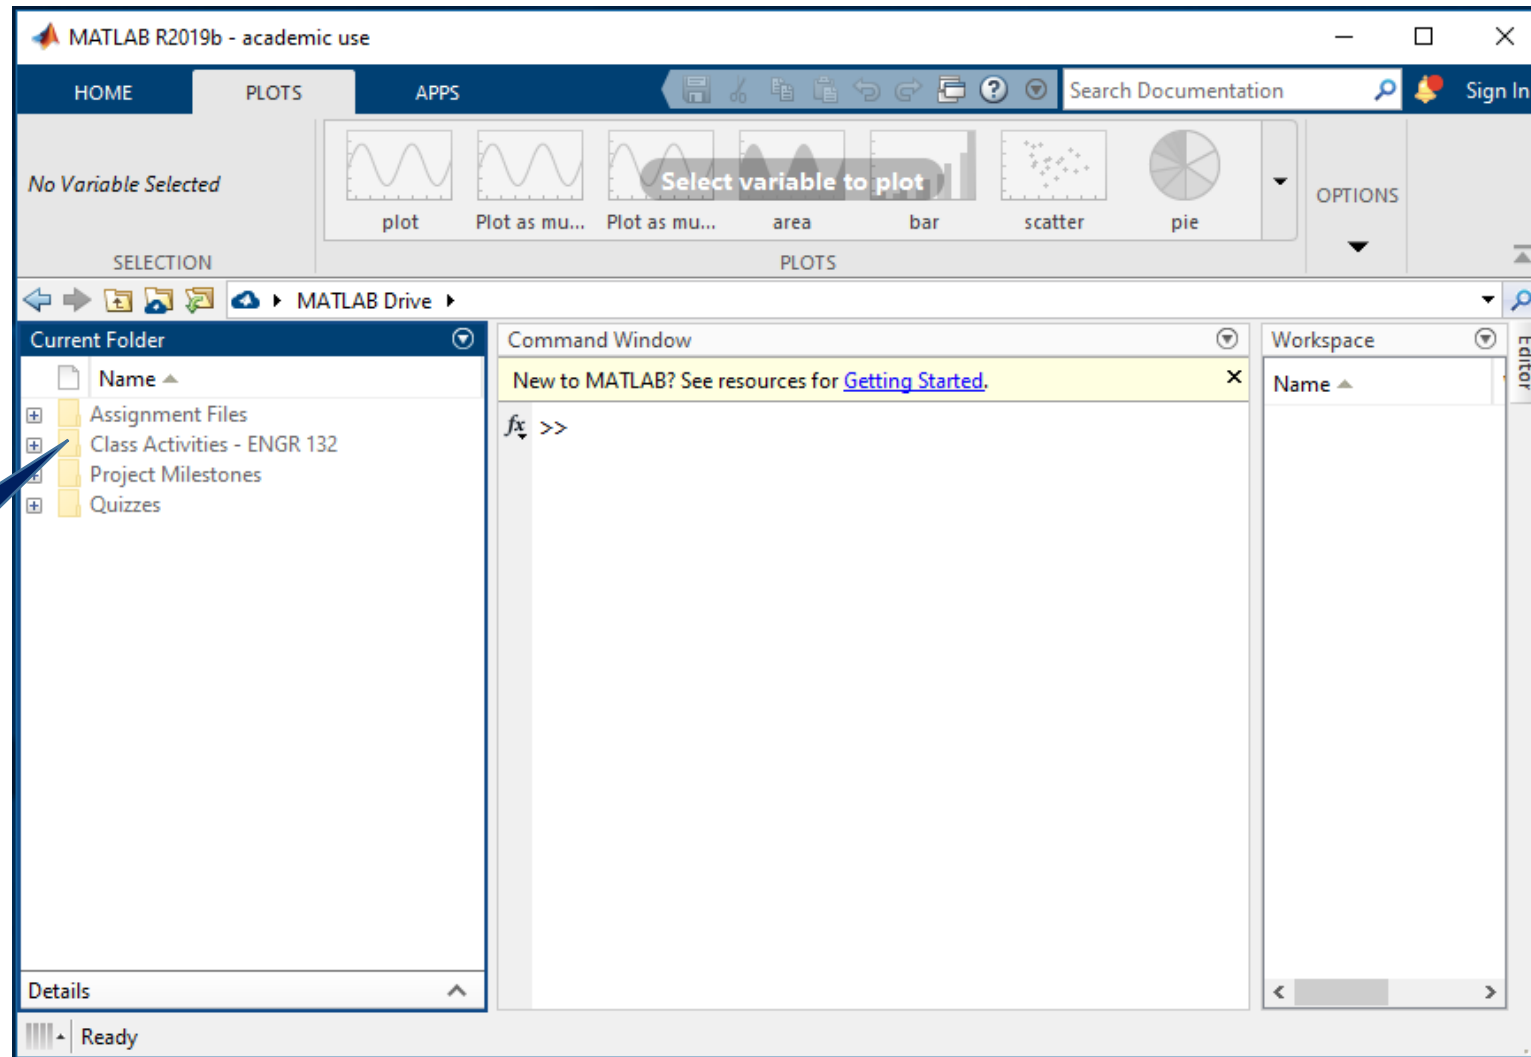 MATLAB R2019b - academic use
HOME PLOTS APPS Search Documentation Sign In
No Variable Selected
Select variable to plot
plot Plot as mu... Plot as mu... area bar scatter pie
OPTIONS
SELECTION PLOTS
MATLAB Drive
Current Folder
Name
Assignment Files
Class Activities - ENGR 132
Project Milestones
Quizzes
Details
Command Window
New to MATLAB? See resources for Getting Started.
fx >>
Workspace
Name
Editor
Ready